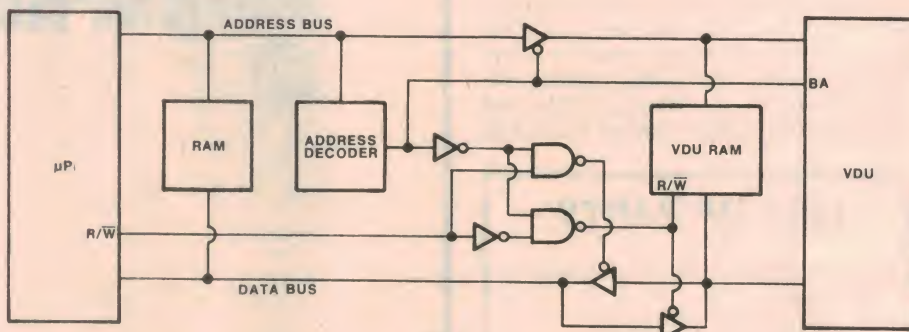 ADDRESS BUS
BA
µP
RAM
ADDRESS
DECODER
VDU RAM
R/W̅
VDU
R/W̅
DATA BUS